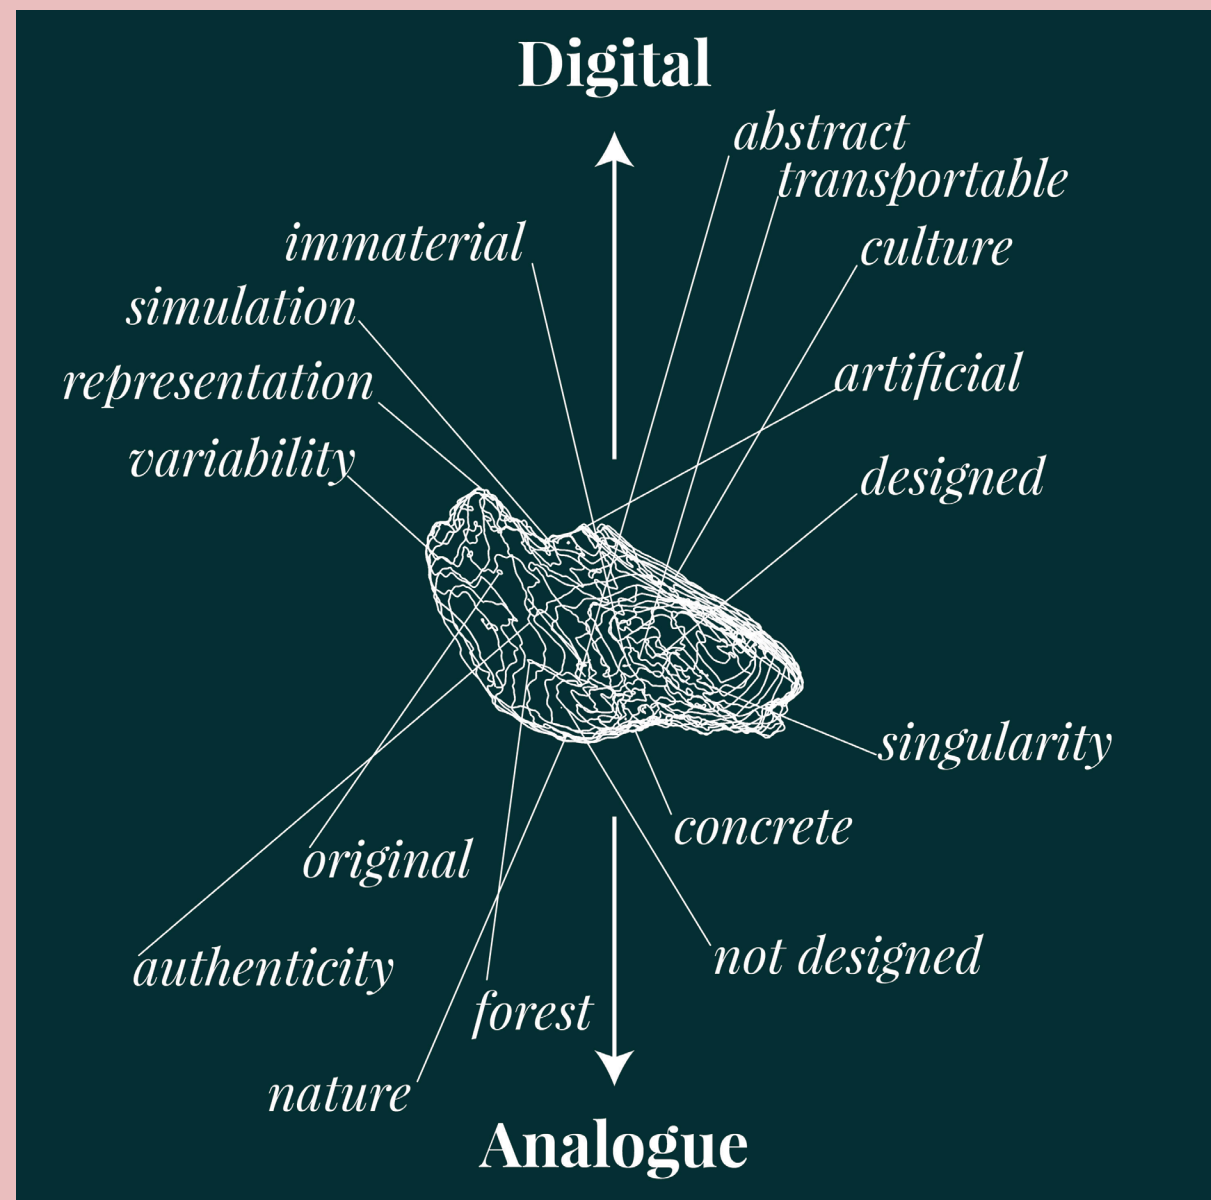 Digital
abstract
transportable
immaterial
culture
simulation
representation
artificial
variability
designed
singularity
concrete
original
not designed
authenticity
forest
nature
Analogue